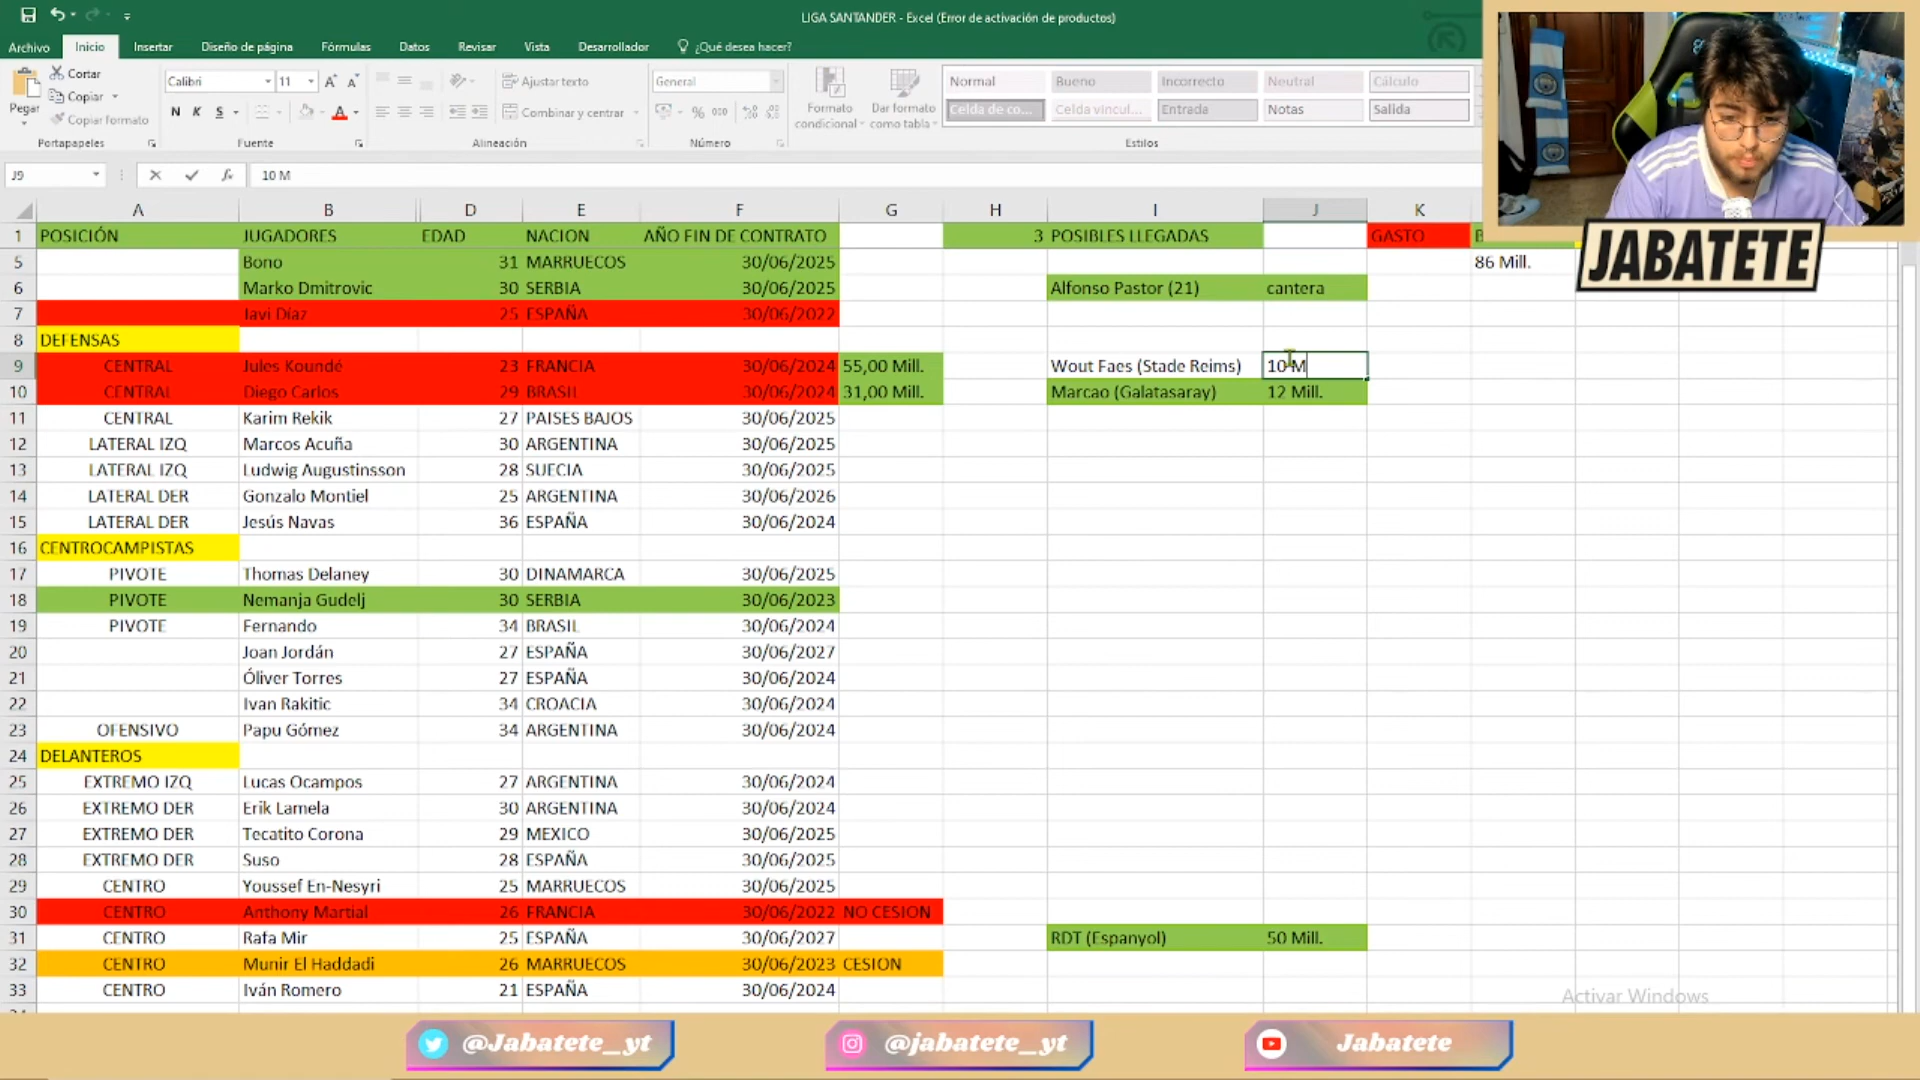 LIGA SANTANDER - Excel (Error de activación de productos)
Archivo Inicio Insertar Diseño de página Fórmulas Datos Revisar Vista Desarrollador ¿Qué desea hacer?
Pegar
Cortar
Copiar
Copiar formato
Portapapeles
Calibri 11
N K S
Fuente
Ajustar texto
Combinar y centrar
Alineación
General
% 000
Número
Formato condicional
Dar formato como tabla
Normal Bueno Incorrecto Neutral Cálculo
Celda de co... Celda vincul... Entrada Notas Salida
Estilos
J9 fx 10 M
A B D E F G H I J K
1 POSICIÓN JUGADORES EDAD NACION AÑO FIN DE CONTRATO 3 POSIBLES LLEGADAS GASTO
5 Bono 31 MARRUECOS 30/06/2025 86 Mill.
6 Marko Dmitrovic 30 SERBIA 30/06/2025 Alfonso Pastor (21) cantera
7 Javi Díaz 25 ESPAÑA 30/06/2022
8 DEFENSAS
9 CENTRAL Jules Koundé 23 FRANCIA 30/06/2024 55,00 Mill. Wout Faes (Stade Reims) 10 M
10 CENTRAL Diego Carlos 29 BRASIL 30/06/2024 31,00 Mill. Marcao (Galatasaray) 12 Mill.
11 CENTRAL Karim Rekik 27 PAISES BAJOS 30/06/2025
12 LATERAL IZQ Marcos Acuña 30 ARGENTINA 30/06/2025
13 LATERAL IZQ Ludwig Augustinsson 28 SUECIA 30/06/2025
14 LATERAL DER Gonzalo Montiel 25 ARGENTINA 30/06/2026
15 LATERAL DER Jesús Navas 36 ESPAÑA 30/06/2024
16 CENTROCAMPISTAS
17 PIVOTE Thomas Delaney 30 DINAMARCA 30/06/2025
18 PIVOTE Nemanja Gudelj 30 SERBIA 30/06/2023
19 PIVOTE Fernando 34 BRASIL 30/06/2024
20 Joan Jordán 27 ESPAÑA 30/06/2027
21 Óliver Torres 27 ESPAÑA 30/06/2024
22 Ivan Rakitic 34 CROACIA 30/06/2024
23 OFENSIVO Papu Gómez 34 ARGENTINA 30/06/2024
24 DELANTEROS
25 EXTREMO IZQ Lucas Ocampos 27 ARGENTINA 30/06/2024
26 EXTREMO DER Erik Lamela 30 ARGENTINA 30/06/2024
27 EXTREMO DER Tecatito Corona 29 MEXICO 30/06/2025
28 EXTREMO DER Suso 28 ESPAÑA 30/06/2025
29 CENTRO Youssef En-Nesyri 25 MARRUECOS 30/06/2025
30 CENTRO Anthony Martial 26 FRANCIA 30/06/2022 NO CESION
31 CENTRO Rafa Mir 25 ESPAÑA 30/06/2027 RDT (Espanyol) 50 Mill.
32 CENTRO Munir El Haddadi 26 MARRUECOS 30/06/2023 CESION
33 CENTRO Iván Romero 21 ESPAÑA 30/06/2024
JABATETE
Activar Windows
@Jabatete_yt @jabatete_yt Jabatete